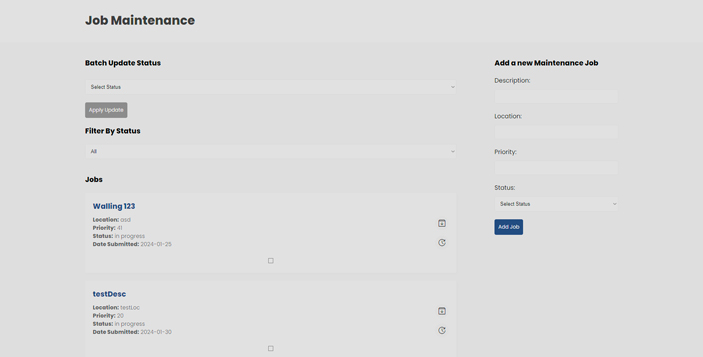 Job Maintenance
Batch Update Status
Select Status
Apply Update
Filter By Status
All
Jobs
Walling 123
Location: asd
Priority: 41
Status: in progress
Date Submitted: 2024-01-25
testDesc
Location: testLoc
Priority: 20
Status: in progress
Date Submitted: 2024-01-30
Add a new Maintenance Job
Description:
Location:
Priority:
Status:
Select Status
Add Job